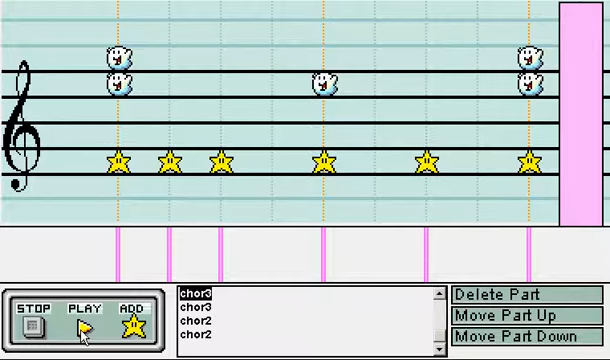 STOP PLAY ADD
chor3
chor3
chor2
chor2
Delete Part
Move Part Up
Move Part Down